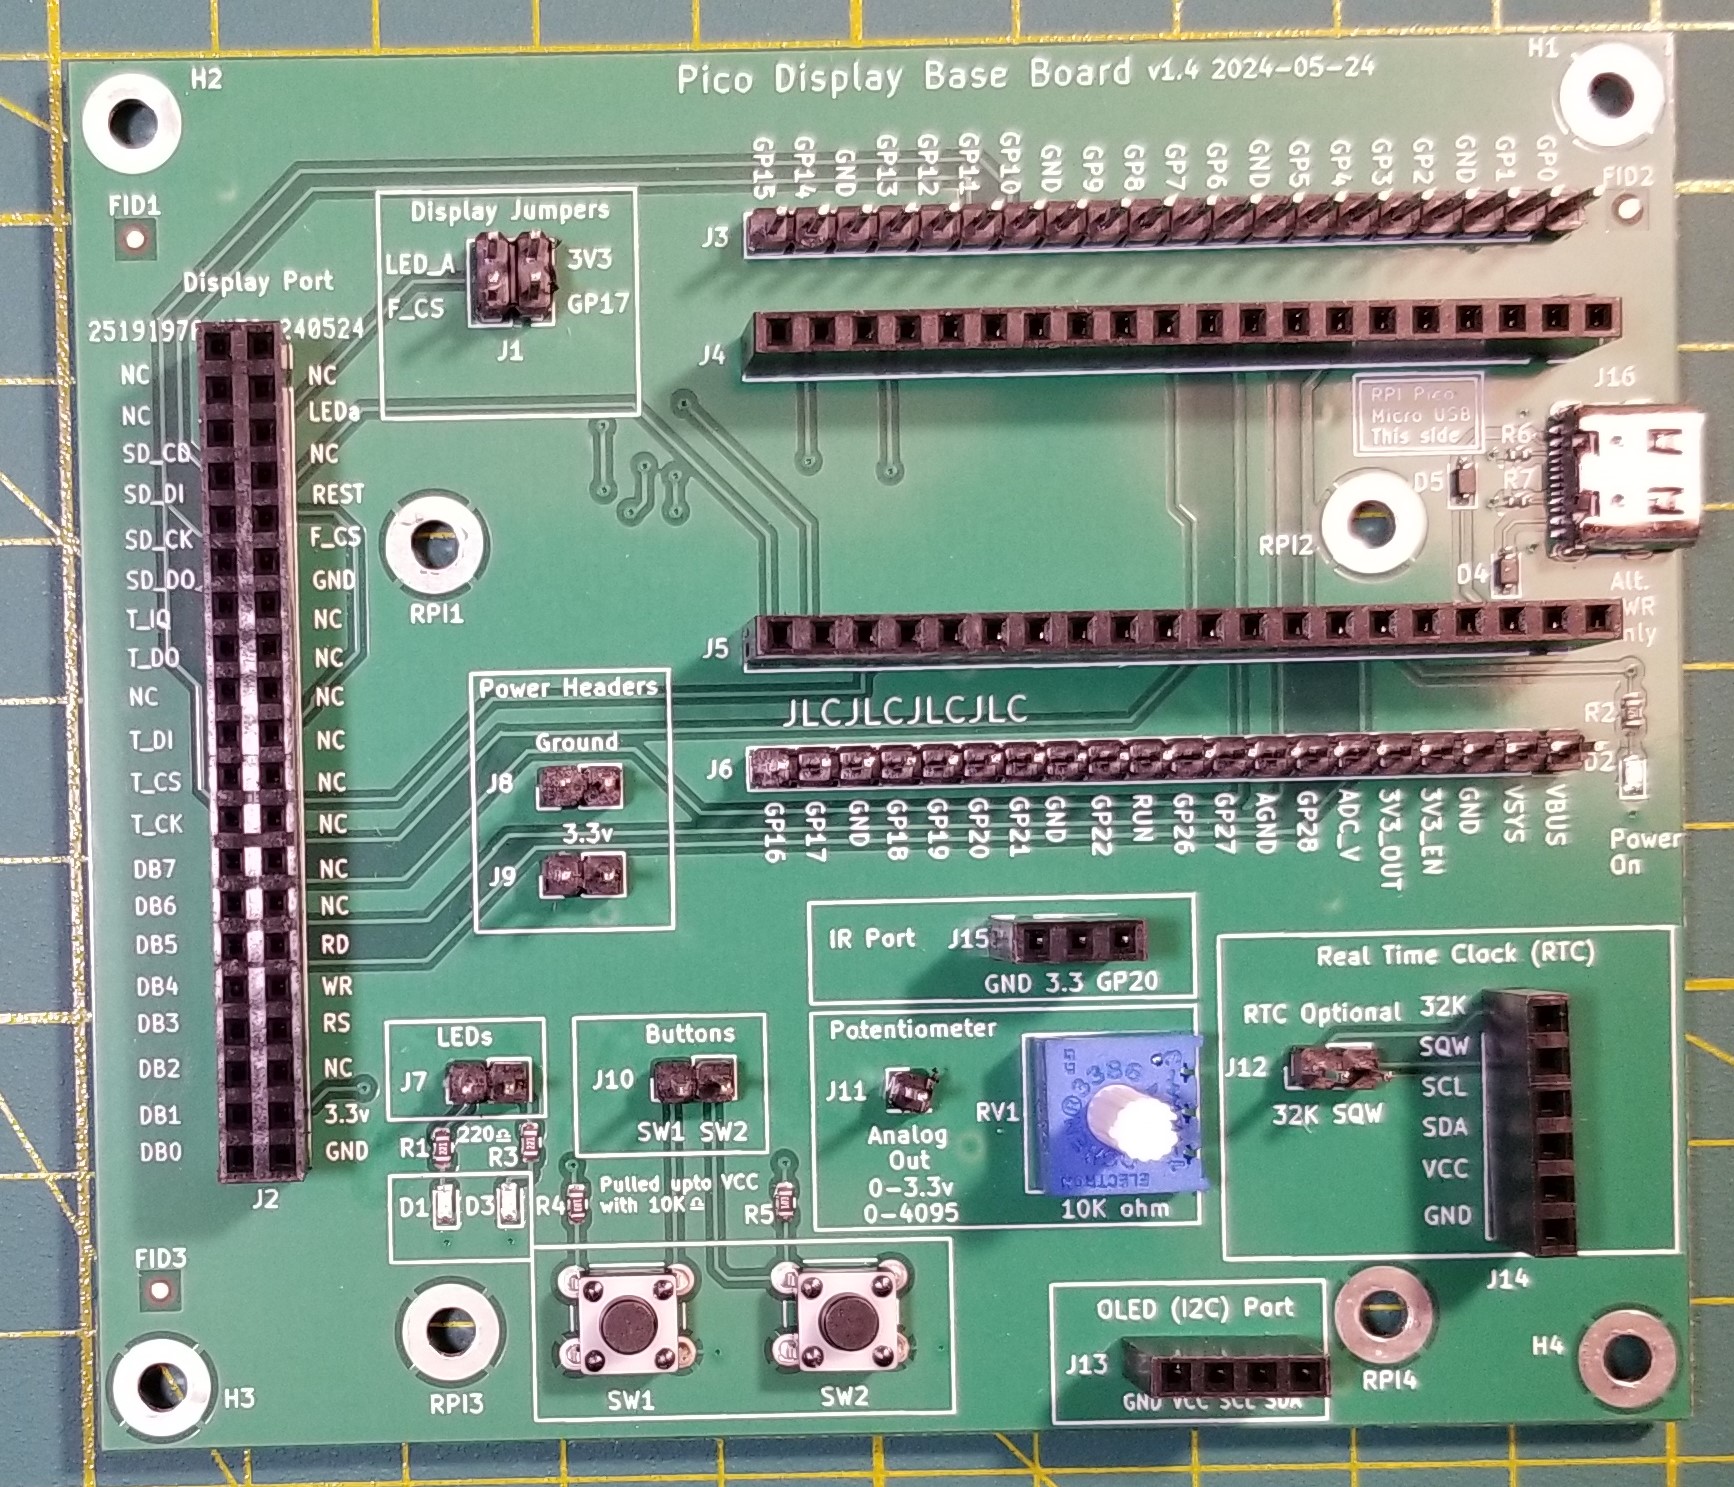 H2
Pico Display Base Board v1.4 2024-05-24
H1
GP15 GP14 GND GP13 GP12 GP11 GP10 GND GP9 GP8 GP7 GP6 GND GP5 GP4 GP3 GP2 GND GP1 GP0
FID1
FID2
J3
Display Jumpers
LED_A 3V3
F_CS GP17
J1
Display Port
240524
J4
J16
RPI Pico
Micro USB
This side
NC NC
NC LEDa
SD_CD NC
SD_DI REST
SD_CK F_CS
SD_DO GND
T_IQ NC
T_DO NC
NC NC
T_DI NC
T_CS NC
T_CK NC
DB7 NC
DB6 NC
DB5 RD
DB4 WR
DB3 RS
DB2 NC
DB1 3.3v
DB0 GND
J2
R6
D5 R7
RPI1
RPI2
D4
Alt.
J5
Power Headers
Ground
J8
3.3v
J9
JLCJLCJLCJLC
R2
J6
D2
GP16 GP17 GND GP18 GP19 GP20 GP21 GND GP22 RUN GP26 GP27 AGND GP28 ADC_V 3V3_OUT 3V3_EN GND VSYS VBUS
Power
On
IR Port J15
GND 3.3 GP20
Real Time Clock (RTC)
RTC Optional
J12
32K SQW
32K
SQW
SCL
SDA
VCC
GND
J14
LEDs
J7
R1 220Ω R3
D1 D3
Buttons
J10
SW1 SW2
Pulled upto VCC
with 10KΩ
R4 R5
Potentiometer
J11
Analog
Out
0-3.3v
0-4095
RV1
3386
10K ohm
FID3
H3
RPI3
SW1
SW2
OLED (I2C) Port
J13
GND VCC SCL SDA
RPI4
H4